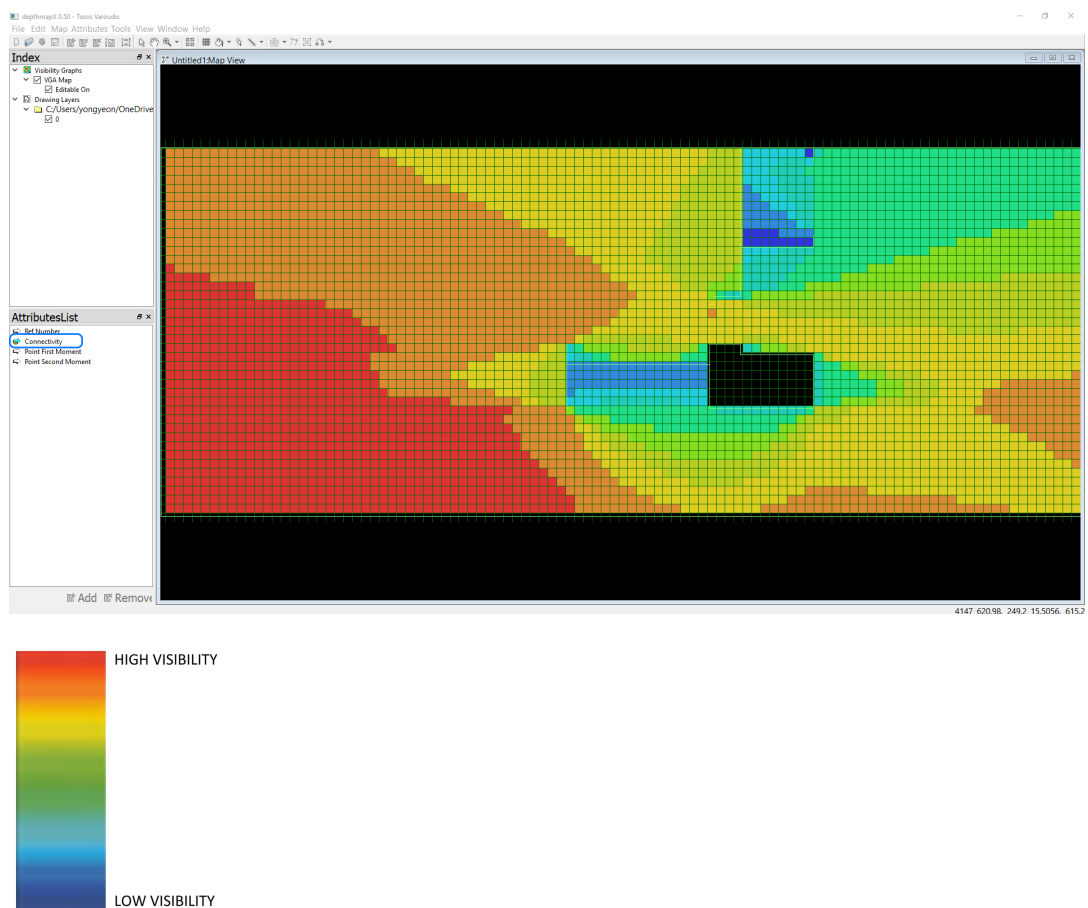 depthmapX 0.50 - Tasos Varoudis
File Edit Map Attributes Tools View Window Help
Index
Untitled1:Map View
Visibility Graphs
VGA Map
Editable On
Drawing Layers
C:/Users/yongyeon/OneDrive
0
AttributesList
Ref Number
Connectivity
Point First Moment
Point Second Moment
Add Remove
4147 620.98, 249.2 15.5056, 615.2
HIGH VISIBILITY
LOW VISIBILITY